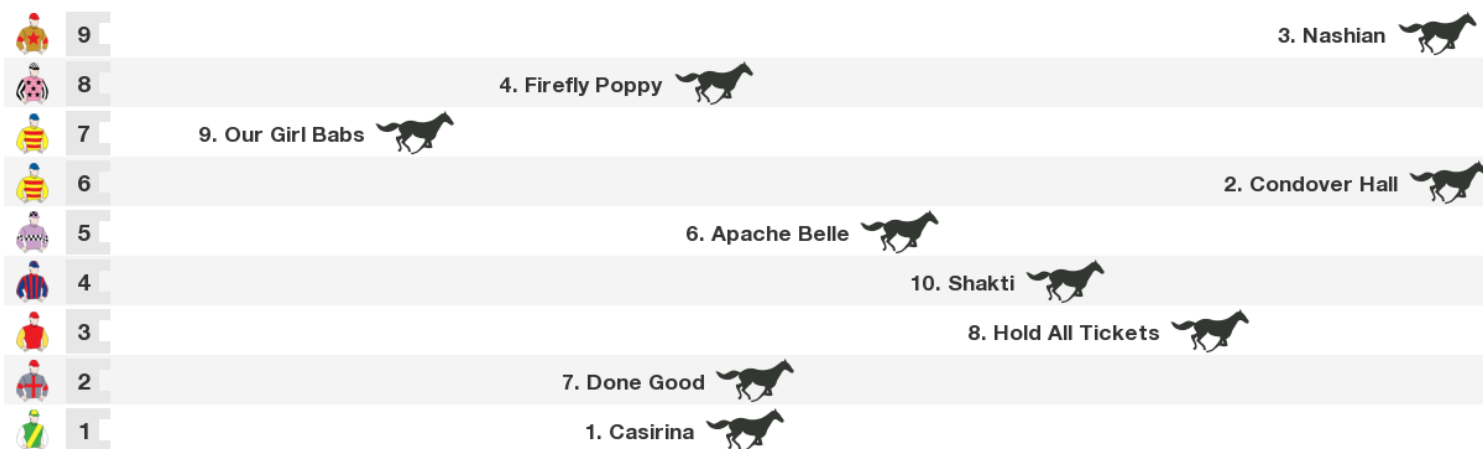 9 3. Nashian
8 4. Firefly Poppy
7 9. Our Girl Babs
6 2. Condover Hall
5 6. Apache Belle
4 10. Shakti
3 8. Hold All Tickets
2 7. Done Good
1 1. Casirina